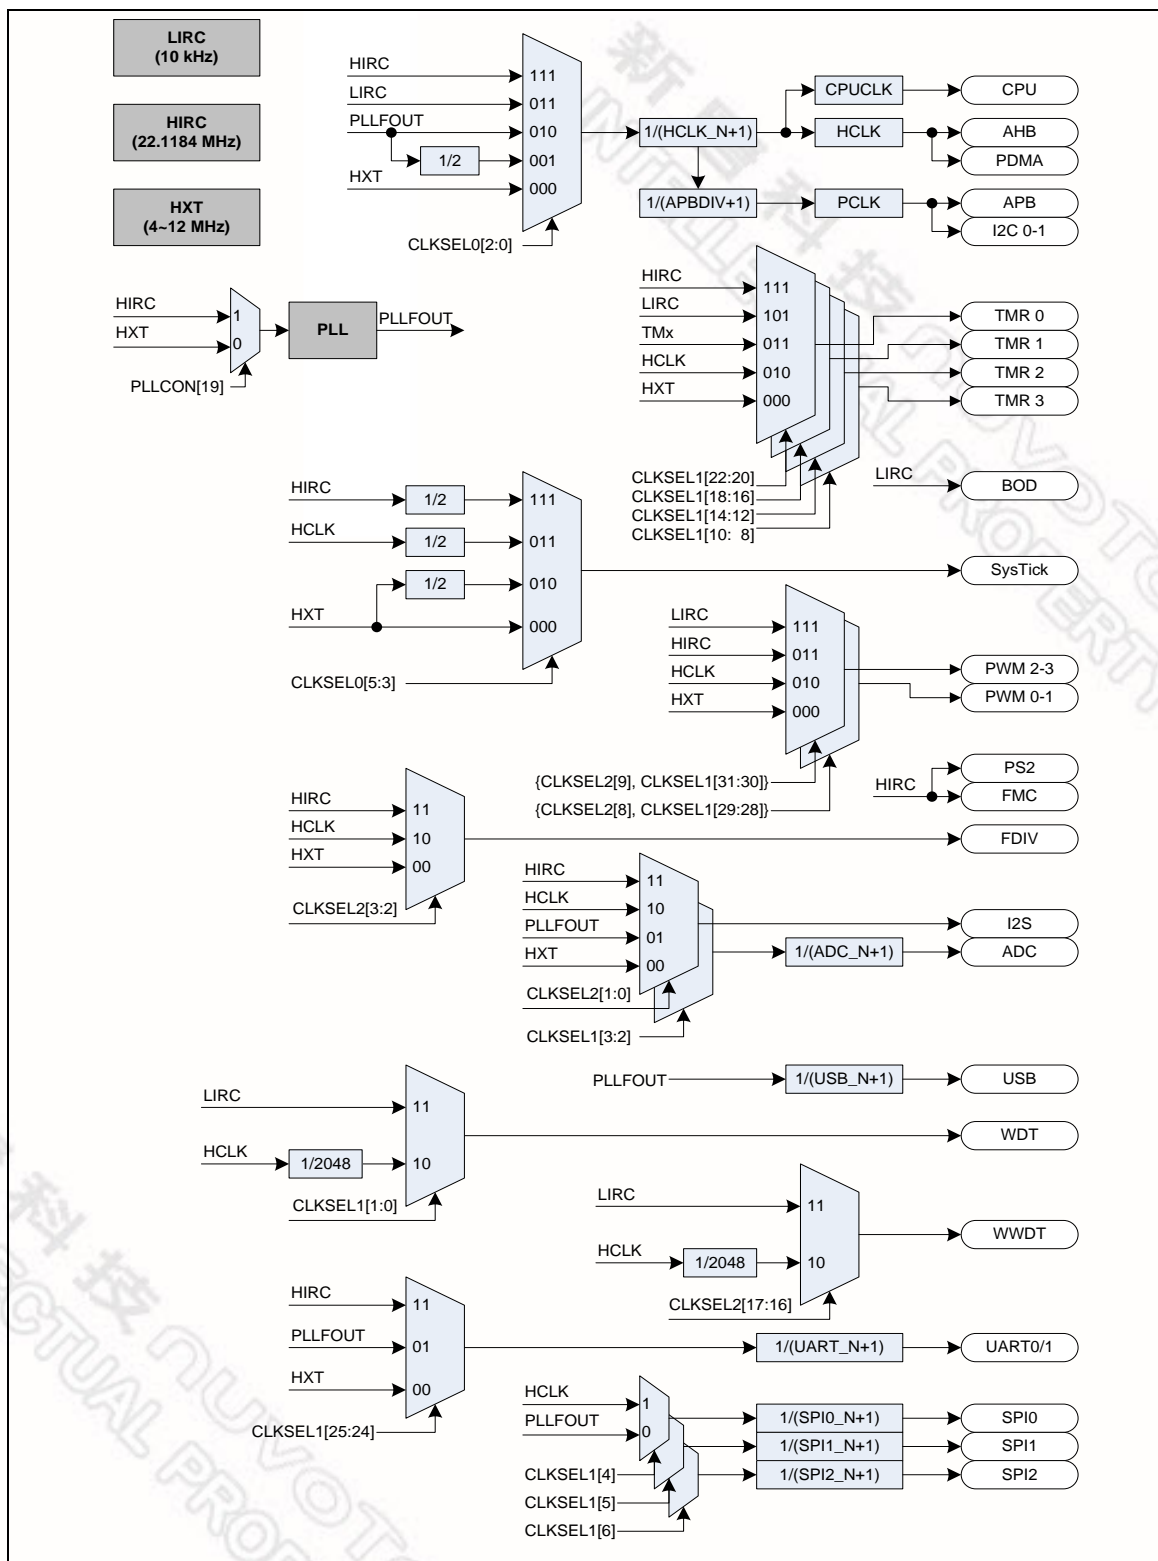 LIRC
(10 kHz)
HIRC
(22.1184 MHz)
HXT
(4~12 MHz)
HIRC
LIRC
PLLFOUT
1/2
HXT
111
011
010
001
000
CLKSEL0[2:0]
1/(HCLK_N+1)
1/(APBDIV+1)
CPUCLK
HCLK
PCLK
CPU
AHB
PDMA
APB
I2C 0-1
HIRC
HXT
1
0
PLLCON[19]
PLL
PLLFOUT
HIRC
LIRC
TMx
HCLK
HXT
111
101
011
010
000
CLKSEL1[22:20]
CLKSEL1[18:16]
CLKSEL1[14:12]
CLKSEL1[10: 8]
TMR 0
TMR 1
TMR 2
TMR 3
LIRC
BOD
HIRC
HCLK
HXT
1/2
1/2
1/2
111
011
010
000
CLKSEL0[5:3]
SysTick
LIRC
HIRC
HCLK
HXT
111
011
010
000
{CLKSEL2[9], CLKSEL1[31:30]}
{CLKSEL2[8], CLKSEL1[29:28]}
PWM 2-3
PWM 0-1
HIRC
PS2
FMC
HIRC
HCLK
HXT
11
10
00
CLKSEL2[3:2]
FDIV
HIRC
HCLK
PLLFOUT
HXT
11
10
01
00
CLKSEL2[1:0]
CLKSEL1[3:2]
I2S
1/(ADC_N+1)
ADC
PLLFOUT
1/(USB_N+1)
USB
LIRC
HCLK
1/2048
11
10
CLKSEL1[1:0]
WDT
LIRC
HCLK
1/2048
11
10
CLKSEL2[17:16]
WWDT
HIRC
PLLFOUT
HXT
11
01
00
CLKSEL1[25:24]
1/(UART_N+1)
UART0/1
HCLK
PLLFOUT
1
0
CLKSEL1[4]
CLKSEL1[5]
CLKSEL1[6]
1/(SPI0_N+1)
1/(SPI1_N+1)
1/(SPI2_N+1)
SPI0
SPI1
SPI2